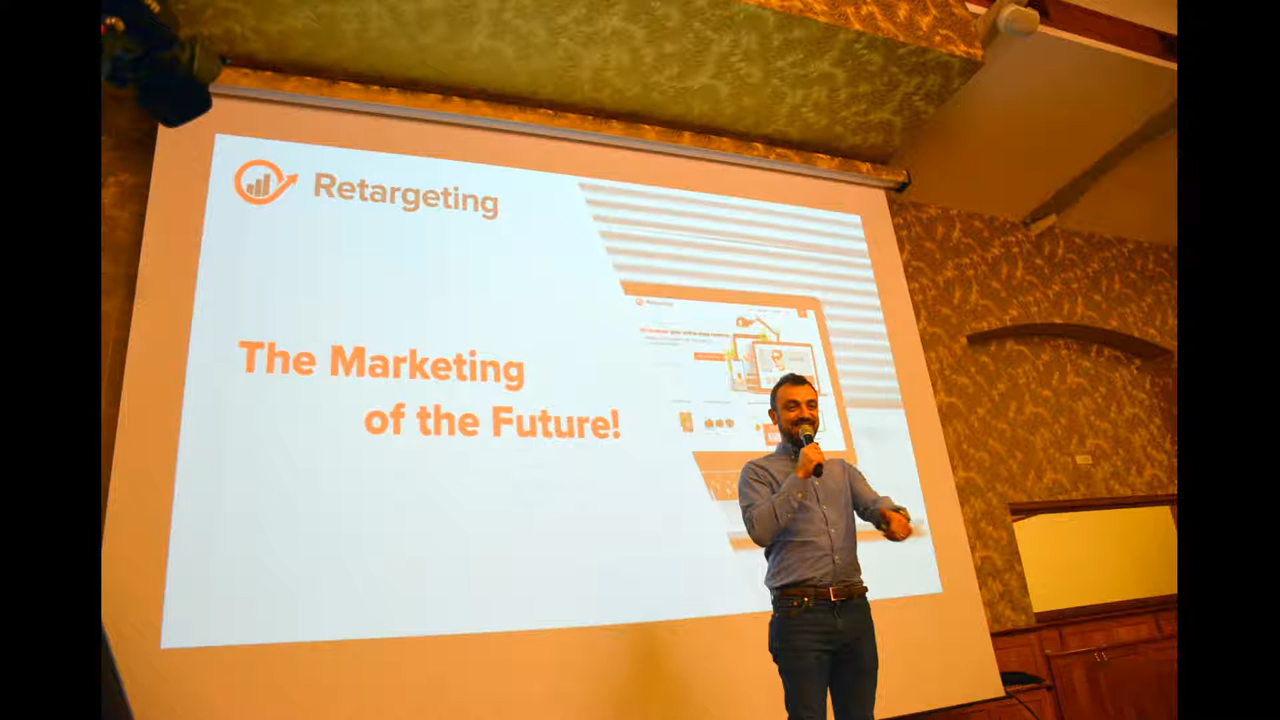 Retargeting
The Marketing
of the Future!